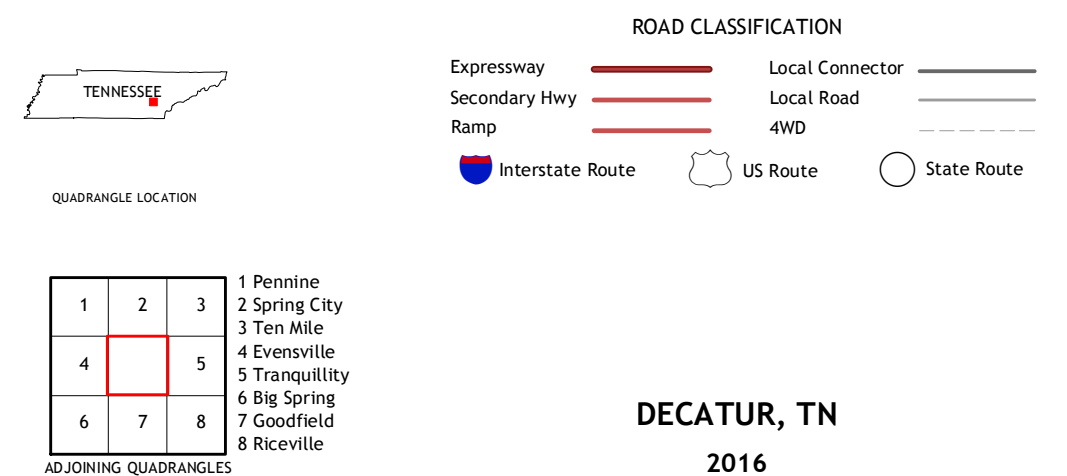 TENNESSEE
QUADRANGLE LOCATION
ROAD CLASSIFICATION
Expressway
Secondary Hwy
Ramp
Local Connector
Local Road
4WD
Interstate Route
US Route
State Route
1 2 3
4 5
6 7 8
1 Pennine
2 Spring City
3 Ten Mile
4 Evensville
5 Tranquillity
6 Big Spring
7 Goodfield
8 Riceville
ADJOINING QUADRANGLES
DECATUR, TN
2016